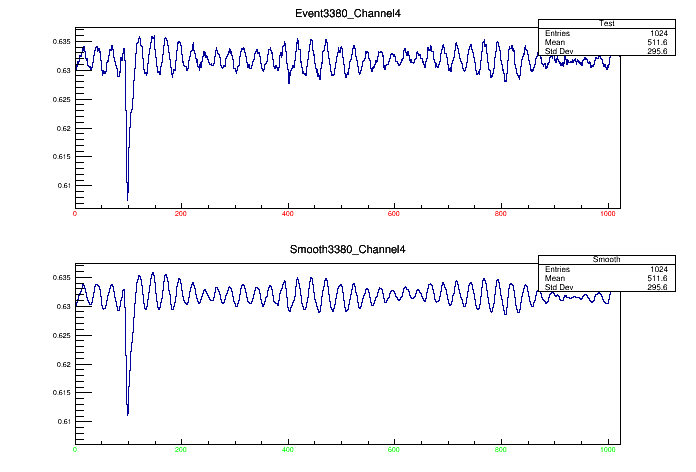 Event3380_Channel4
Test
Entries 1024
Mean 511.6
Std Dev 295.6
0.635
0.63
0.625
0.62
0.615
0.61
0 200 400 600 800 1000
Smooth3380_Channel4
Smooth
Entries 1024
Mean 511.6
Std Dev 295.6
0.635
0.63
0.625
0.62
0.615
0.61
0 200 400 600 800 1000